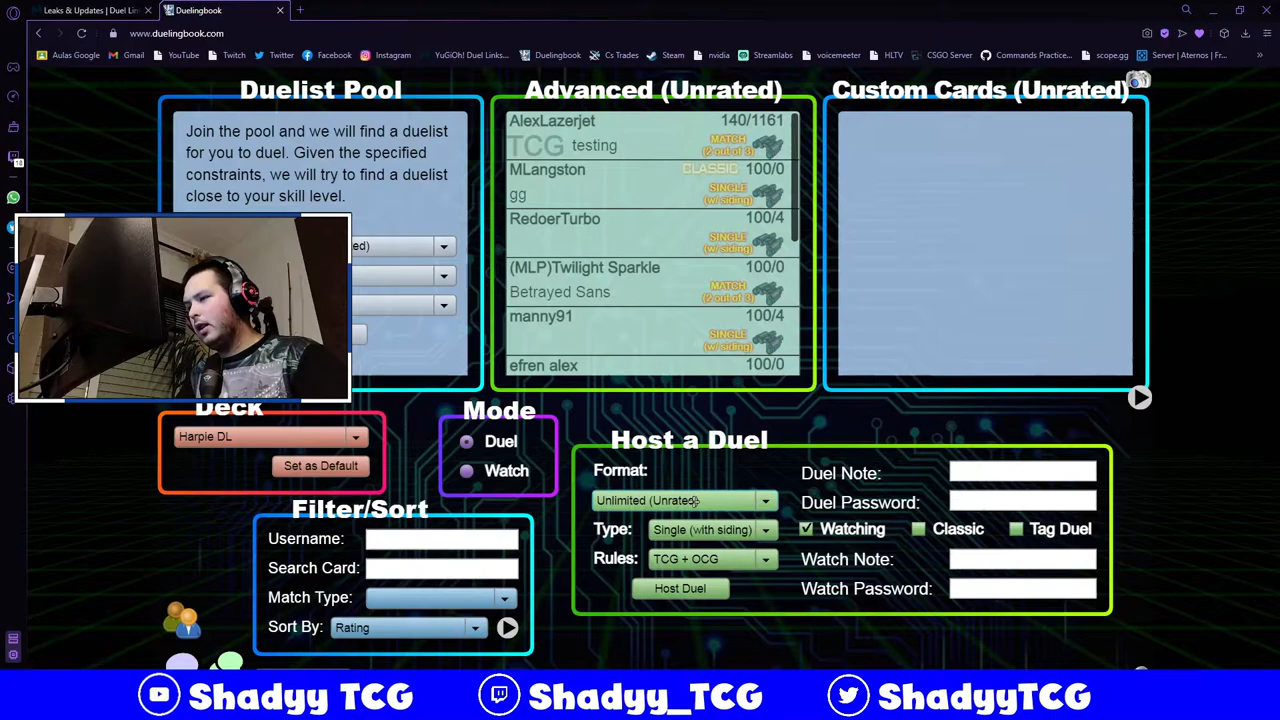 Leaks & Updates | Duel Lin
Duelingbook
www.duelingbook.com
Aulas Google
Gmail
YouTube
Twitch
Twitter
Facebook
Instagram
YuGiOh! Duel Links...
Duelingbook
Cs Trades
Steam
nvidia
Streamlabs
voicemeeter
HLTV
CSGO Server
Commands Practice...
scope.gg
Server | Aternos | Fr...
18
Duelist Pool
Join the pool and we will find a duelist
for you to duel. Given the specified
constraints, we will try to find a duelist
close to your skill level.
ed)
Advanced (Unrated)
AlexLazerjet 140/1161
TCG testing MATCH
(2 out of 3)
MLangston CLASSIC 100/0
gg SINGLE
(w/ siding)
RedoerTurbo 100/4
SINGLE
(w/ siding)
(MLP)Twilight Sparkle 100/0
Betrayed Sans MATCH
(2 out of 3)
manny91 100/4
SINGLE
(w/ siding)
efren alex 100/0
Custom Cards (Unrated)
Deck
Harpie DL
Set as Default
Mode
Duel
Watch
Filter/Sort
Username:
Search Card:
Match Type:
Sort By: Rating
Host a Duel
Format:
Unlimited (Unrated)
Type: Single (with siding)
Rules: TCG + OCG
Host Duel
Duel Note:
Duel Password:
Watching Classic Tag Duel
Watch Note:
Watch Password:
Shadyy TCG
Shadyy_TCG
ShadyyTCG